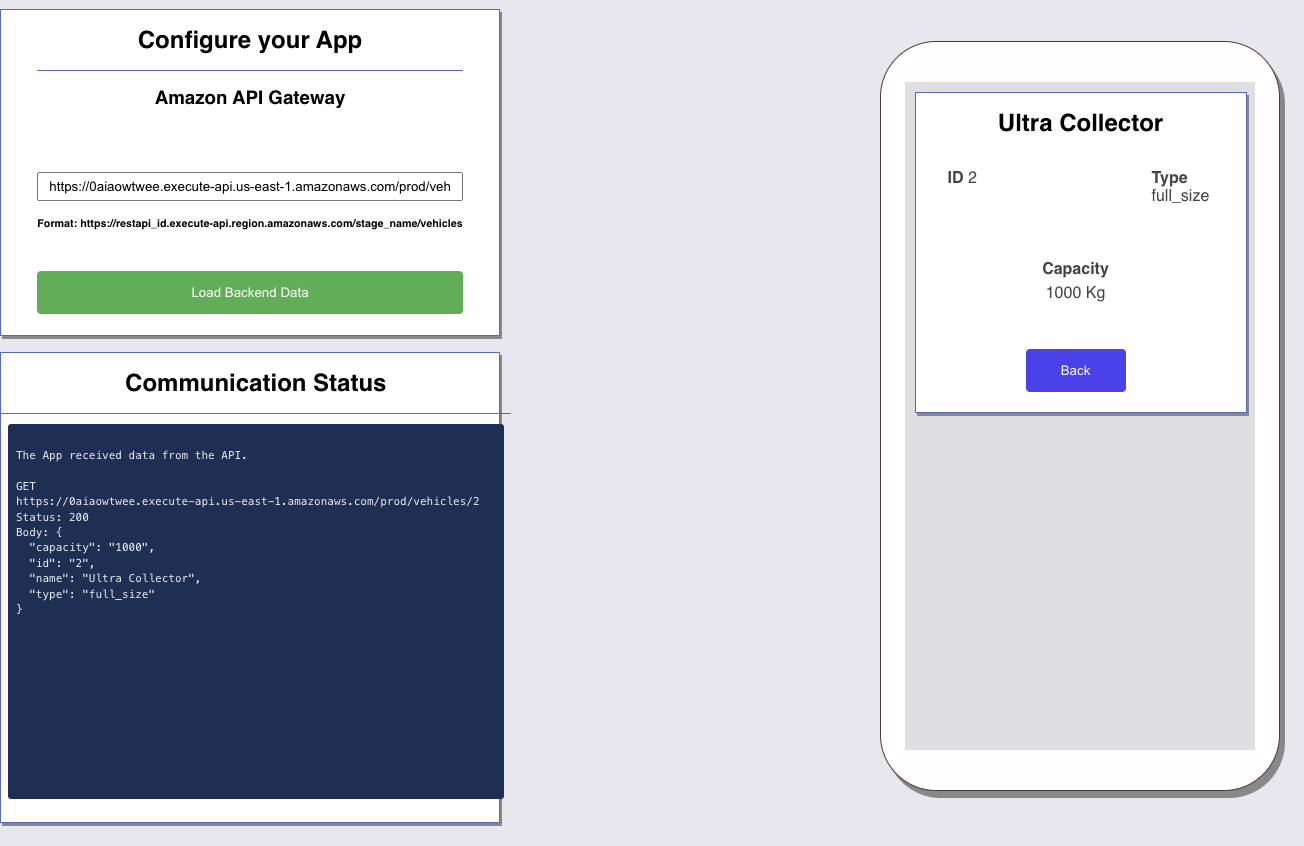 Configure your App
Amazon API Gateway
https://0aiaowtwee.execute-api.us-east-1.amazonaws.com/prod/veh
Format: https://restapi_id.execute-api.region.amazonaws.com/stage_name/vehicles
Load Backend Data
Communication Status
The App received data from the API.
GET
https://0aiaowtwee.execute-api.us-east-1.amazonaws.com/prod/vehicles/2
Status: 200
Body: {
  "capacity": "1000",
  "id": "2",
  "name": "Ultra Collector",
  "type": "full_size"
}
Ultra Collector
ID 2
Type
full_size
Capacity
1000 Kg
Back